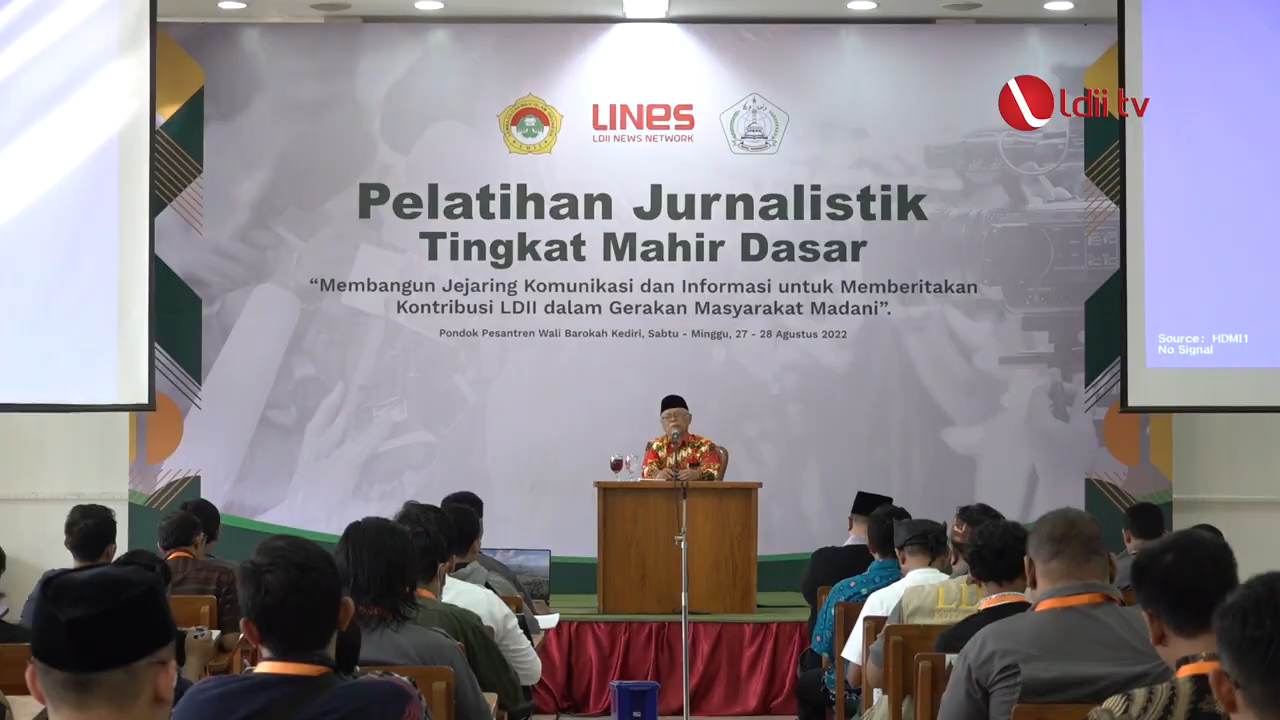 LINES
LDII NEWS NETWORK
ldii tv
Pelatihan Jurnalistik
Tingkat Mahir Dasar
“Membangun Jejaring Komunikasi dan Informasi untuk Memberitakan
Kontribusi LDII dalam Gerakan Masyarakat Madani”.
Pondok Pesantren Wali Barokah Kediri, Sabtu - Minggu, 27 - 28 Agustus 2022
Source: HDMI1
No Signal